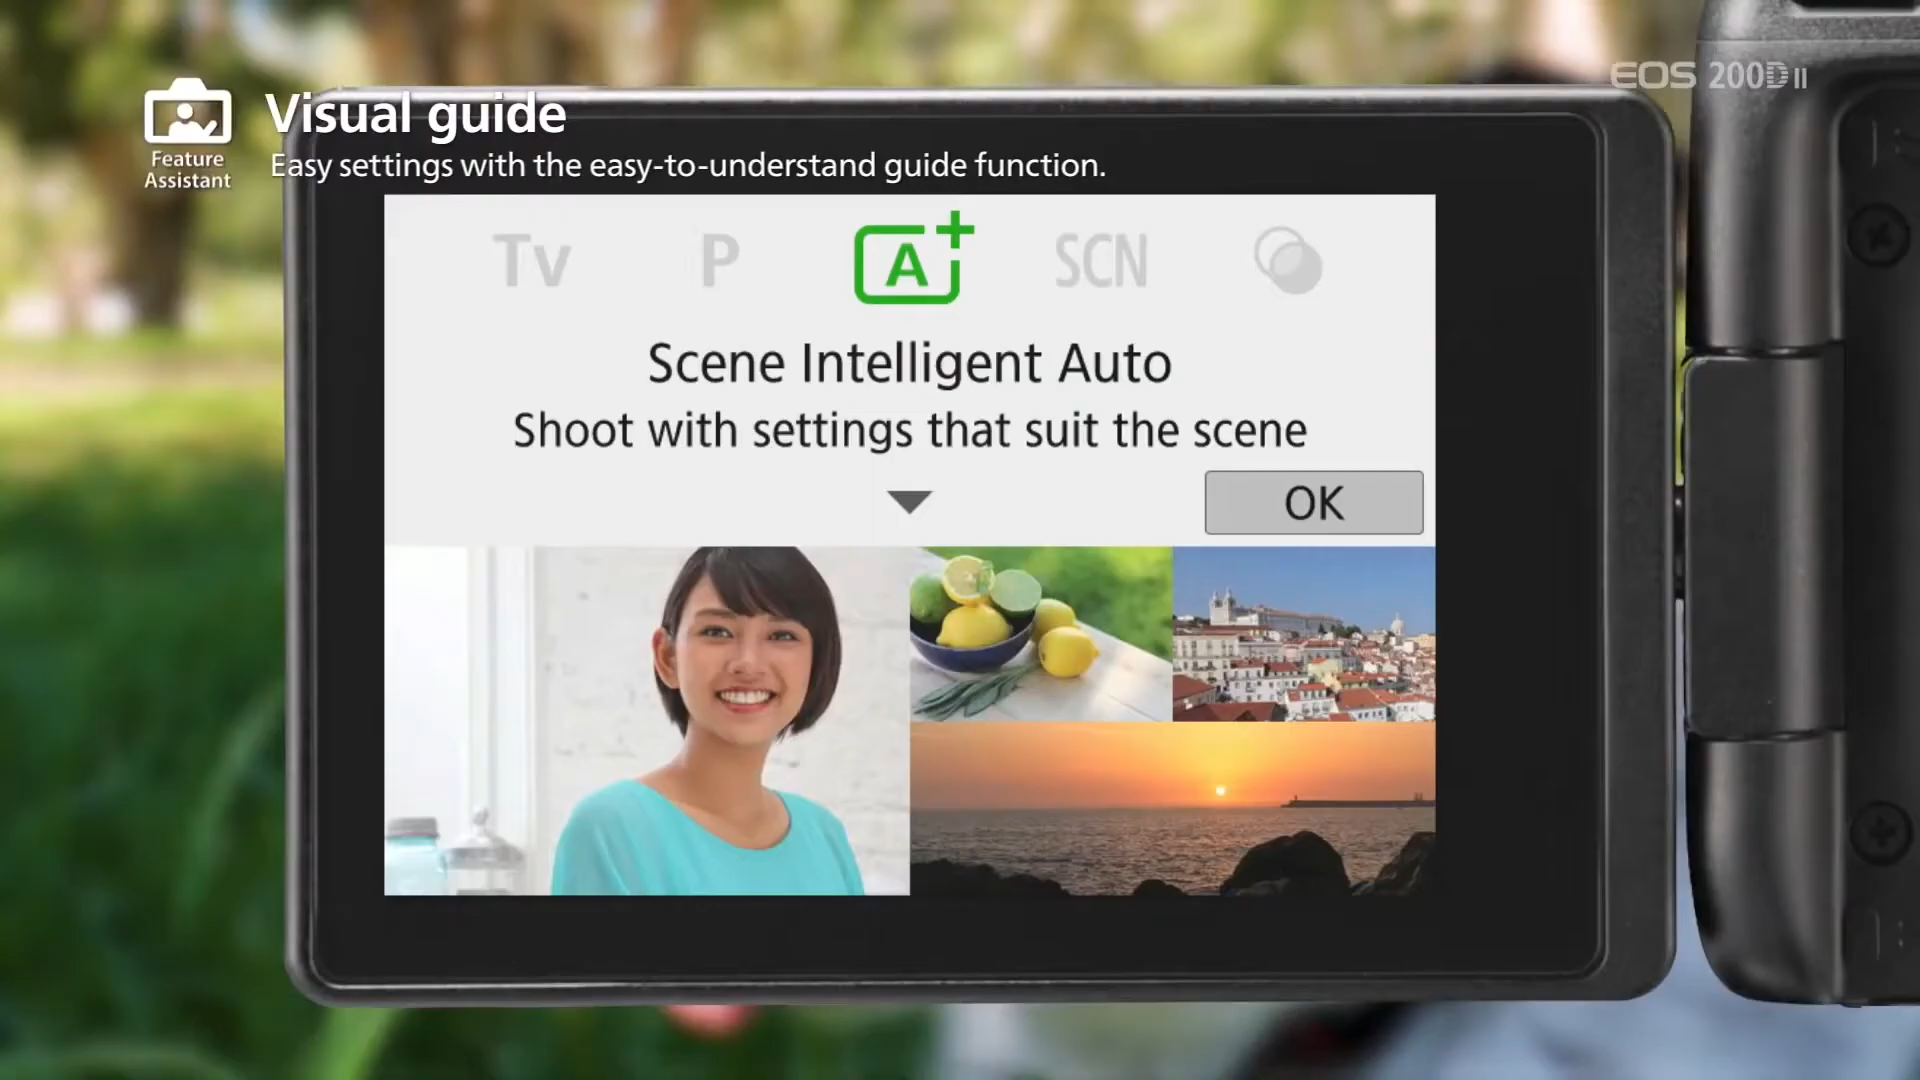 EOS 200D II
Visual guide
Feature
Assistant
Easy settings with the easy-to-understand guide function.
Tv P A+ SCN
Scene Intelligent Auto
Shoot with settings that suit the scene
OK